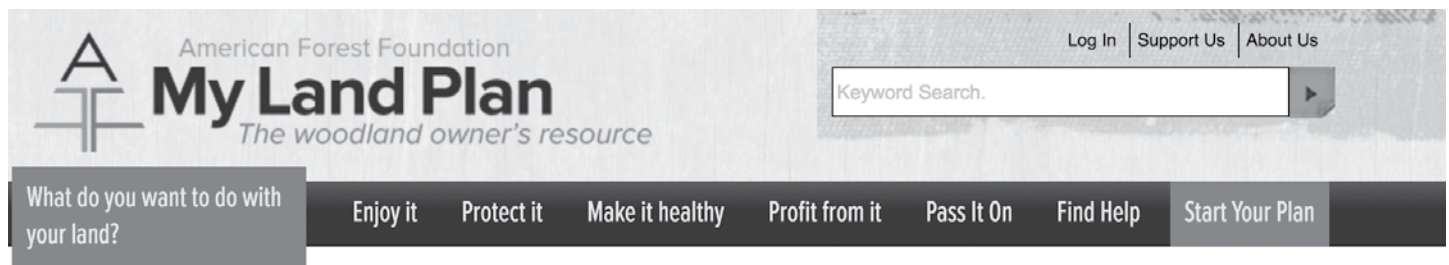 American Forest Foundation
My Land Plan
The woodland owner's resource
Log In
Support Us
About Us
Keyword Search.
What do you want to do with
your land?
Enjoy it
Protect it
Make it healthy
Profit from it
Pass It On
Find Help
Start Your Plan